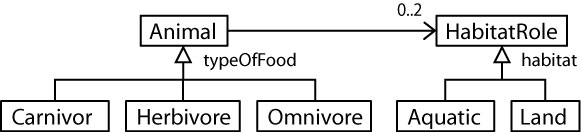 0..2
Animal HabitatRole
typeOfFood habitat
Carnivor Herbivore Omnivore Aquatic Land